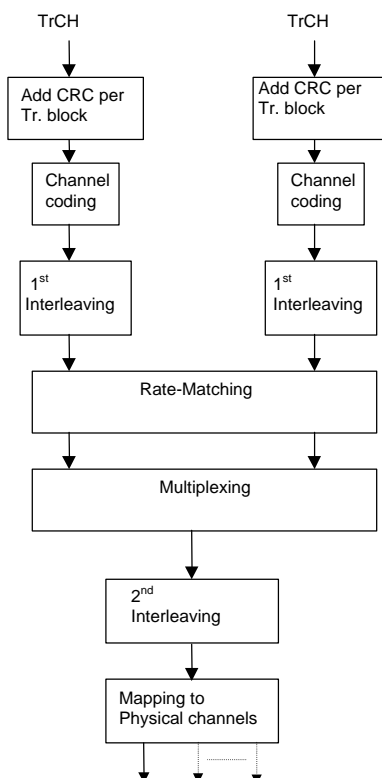 TrCH TrCH
Add CRC per Add CRC per
Tr. block Tr. block
Channel Channel
coding coding
1st 1st
Interleaving Interleaving
Rate-Matching
Multiplexing
2nd
Interleaving
Mapping to
Physical channels